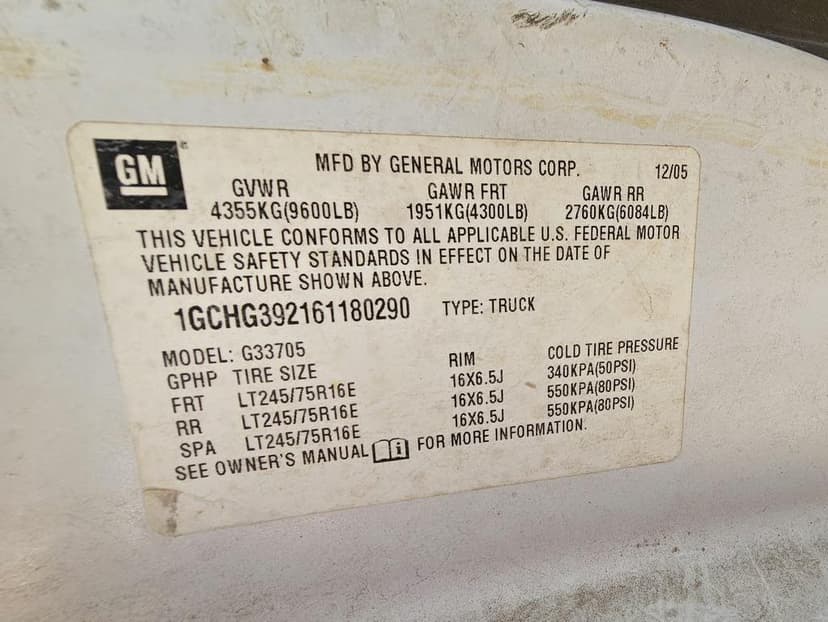 GM MFD BY GENERAL MOTORS CORP. 12/05
GVWR GAWR FRT GAWR RR
4355KG(9600LB) 1951KG(4300LB) 2760KG(6084LB)
THIS VEHICLE CONFORMS TO ALL APPLICABLE U.S. FEDERAL MOTOR
VEHICLE SAFETY STANDARDS IN EFFECT ON THE DATE OF
MANUFACTURE SHOWN ABOVE.
1GCHG392161180290 TYPE: TRUCK
MODEL: G33705
GPHP TIRE SIZE RIM COLD TIRE PRESSURE
FRT LT245/75R16E 16X6.5J 340KPA(50PSI)
RR LT245/75R16E 16X6.5J 550KPA(80PSI)
SPA LT245/75R16E 16X6.5J 550KPA(80PSI)
SEE OWNER'S MANUAL i FOR MORE INFORMATION.